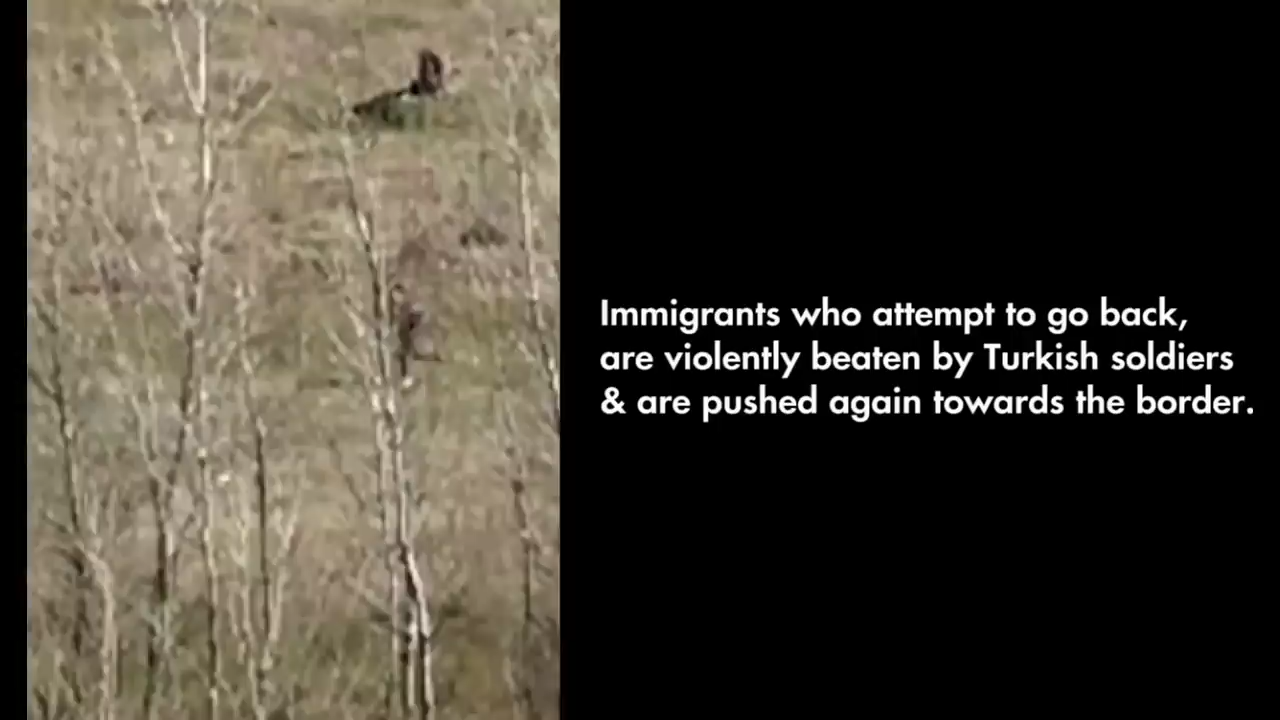 Immigrants who attempt to go back,
are violently beaten by Turkish soldiers
& are pushed again towards the border.